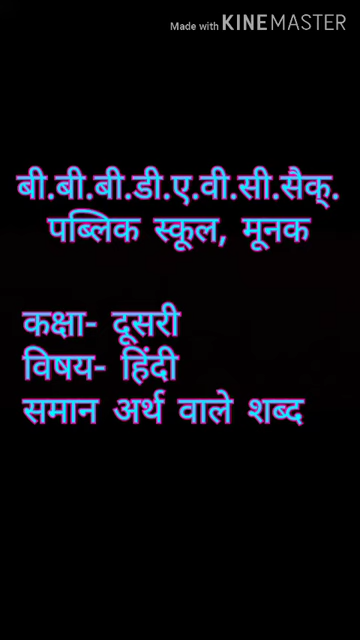 Made with KINEMASTER
बी.बी.बी.डी.ए.वी.सी.सैक्.
पब्लिक स्कूल, मूनक
कक्षा- दूसरी
विषय- हिंदी
समान अर्थ वाले शब्द